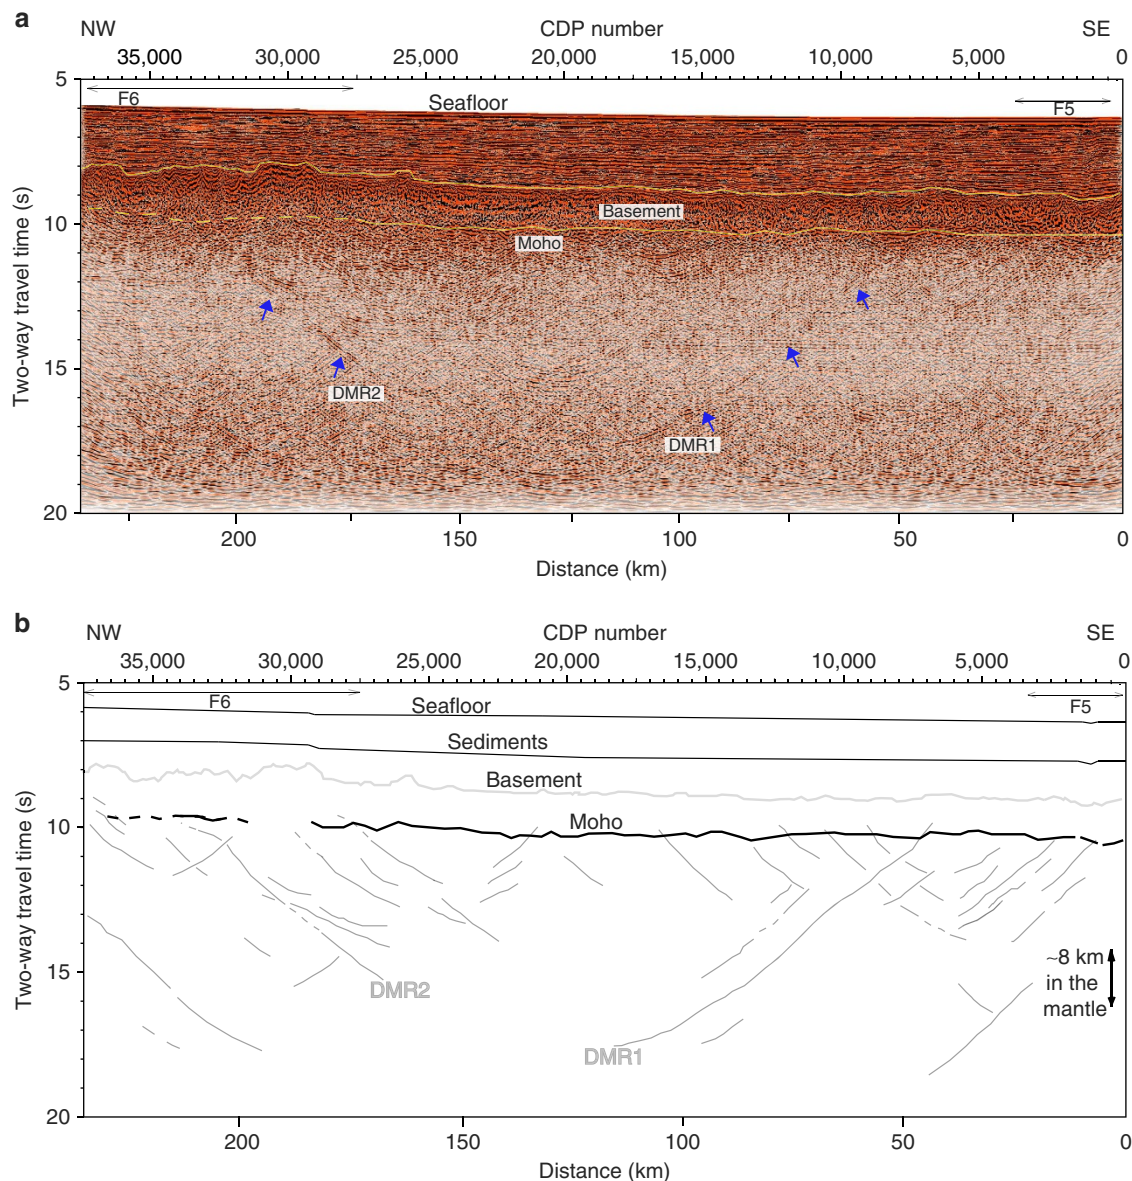 a
NW CDP number SE
35,000 30,000 25,000 20,000 15,000 10,000 5,000 0
5
F6 Seafloor F5
Basement
10
Moho
Two-way travel time (s)
15
DMR2
DMR1
20
200 150 100 50 0
Distance (km)
b
NW CDP number SE
35,000 30,000 25,000 20,000 15,000 10,000 5,000 0
5
F6 Seafloor F5
Sediments
Basement
10 Moho
Two-way travel time (s)
~8 km
in the
mantle
15
DMR2
DMR1
20
200 150 100 50 0
Distance (km)